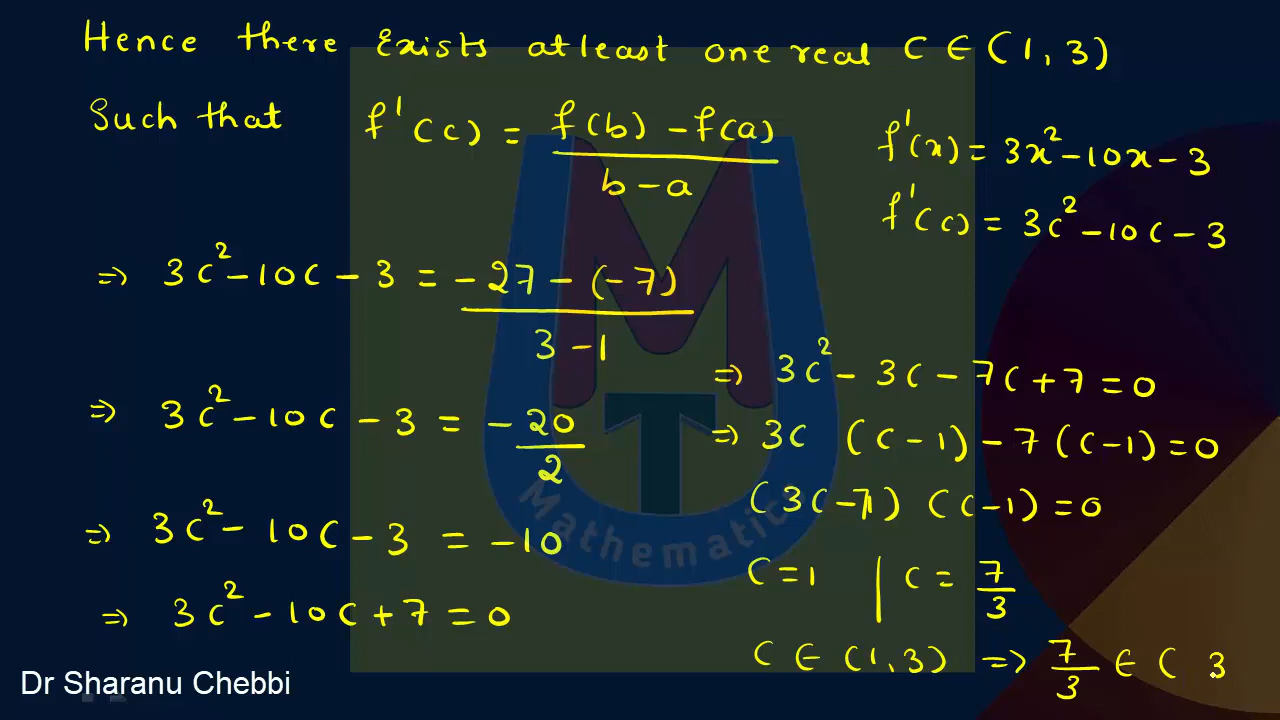 Hence there Exists atleast one real C ∈ (1, 3)
Such that f'(c) = f(b) - f(a) / b - a
f'(x) = 3x² - 10x - 3
f'(c) = 3c² - 10c - 3
=> 3c² - 10c - 3 = -27 - (-7) / 3 - 1
=> 3c² - 10c - 3 = -20 / 2
=> 3c² - 10c - 3 = -10
=> 3c² - 10c + 7 = 0
=> 3c² - 3c - 7c + 7 = 0
=> 3c (c - 1) - 7 (c - 1) = 0
(3c - 7) (c - 1) = 0
C = 1 | C = 7/3
C ∈ (1, 3) => 7/3 ∈ ( 3
Mathematics
Dr Sharanu Chebbi